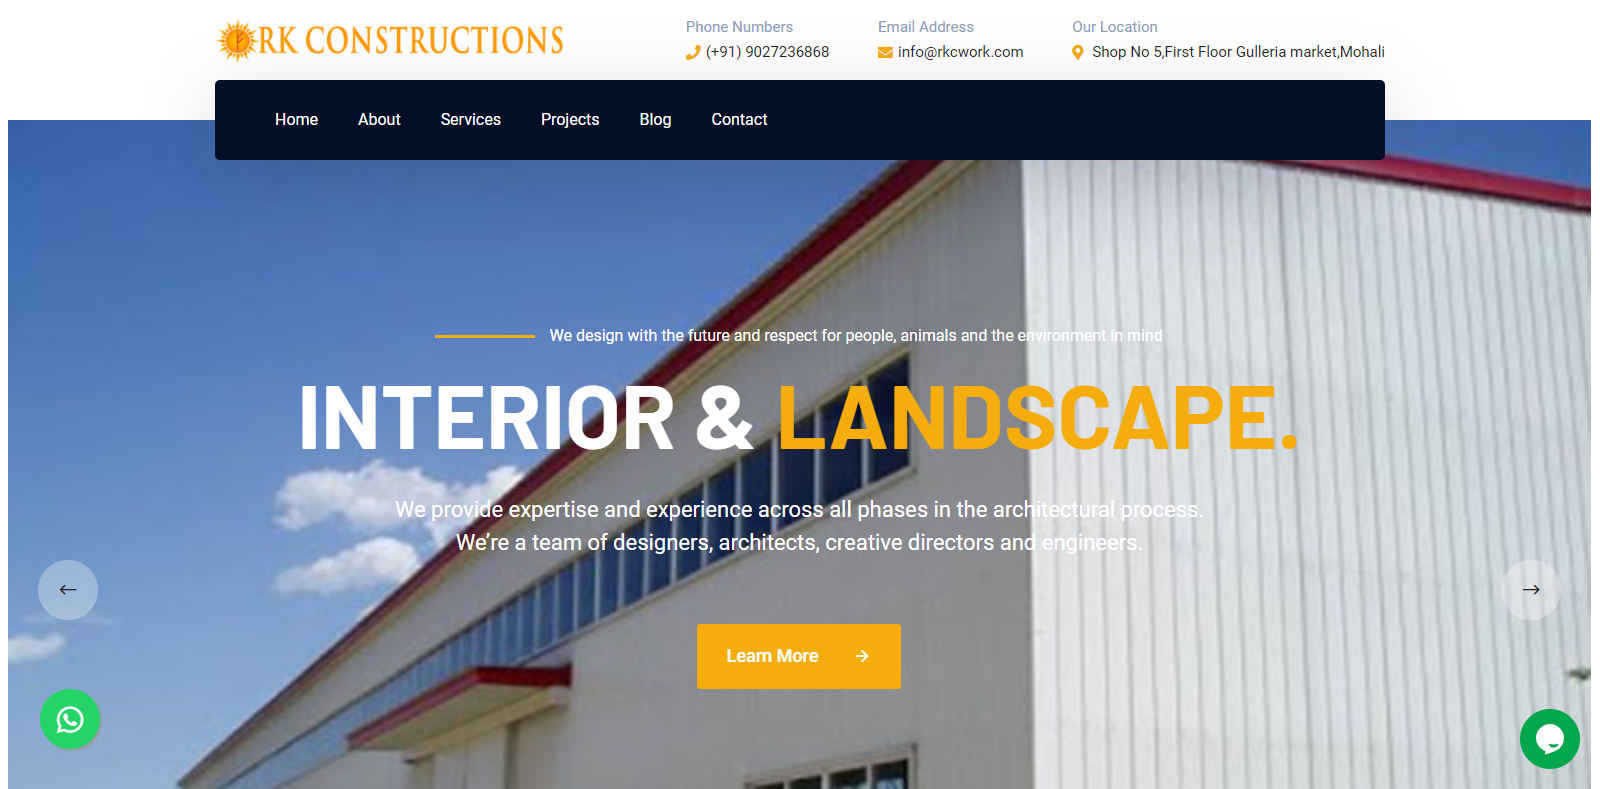 RK CONSTRUCTIONS
Phone Numbers
(+91) 9027236868
Email Address
info@rkcwork.com
Our Location
Shop No 5,First Floor Gulleria market,Mohali
Home About Services Projects Blog Contact
We design with the future and respect for people, animals and the environment in mind
INTERIOR & LANDSCAPE.
We provide expertise and experience across all phases in the architectural process.
We’re a team of designers, architects, creative directors and engineers.
Learn More